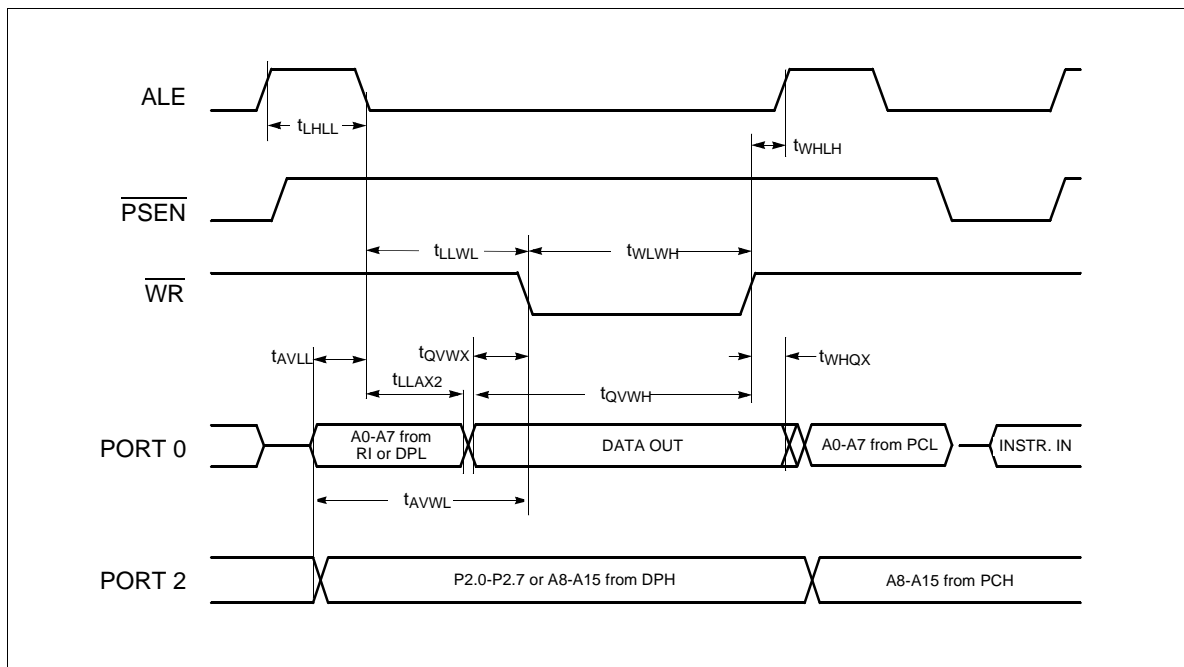 ALE
tLHLL
tWHLH
PSEN
tLLWL
tWLWH
WR
tAVLL
tQVWX
tWHQX
tLLAX2
tQVWH
PORT 0
A0-A7 from
RI or DPL
DATA OUT
A0-A7 from PCL
INSTR. IN
tAVWL
PORT 2
P2.0-P2.7 or A8-A15 from DPH
A8-A15 from PCH